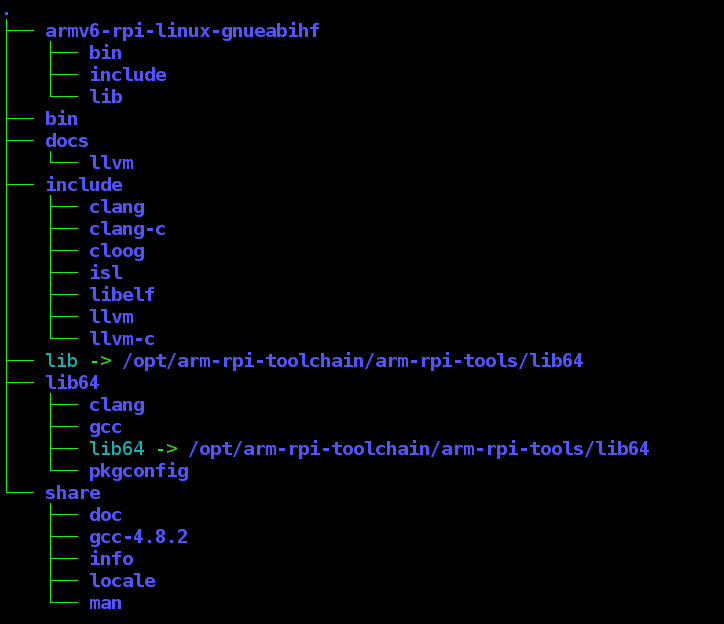 .
├── armv6-rpi-linux-gnueabihf
│   ├── bin
│   ├── include
│   └── lib
├── bin
├── docs
│   └── llvm
├── include
│   ├── clang
│   ├── clang-c
│   ├── cloog
│   ├── isl
│   ├── libelf
│   ├── llvm
│   └── llvm-c
├── lib -> /opt/arm-rpi-toolchain/arm-rpi-tools/lib64
├── lib64
│   ├── clang
│   ├── gcc
│   ├── lib64 -> /opt/arm-rpi-toolchain/arm-rpi-tools/lib64
│   └── pkgconfig
└── share
    ├── doc
    ├── gcc-4.8.2
    ├── info
    ├── locale
    └── man